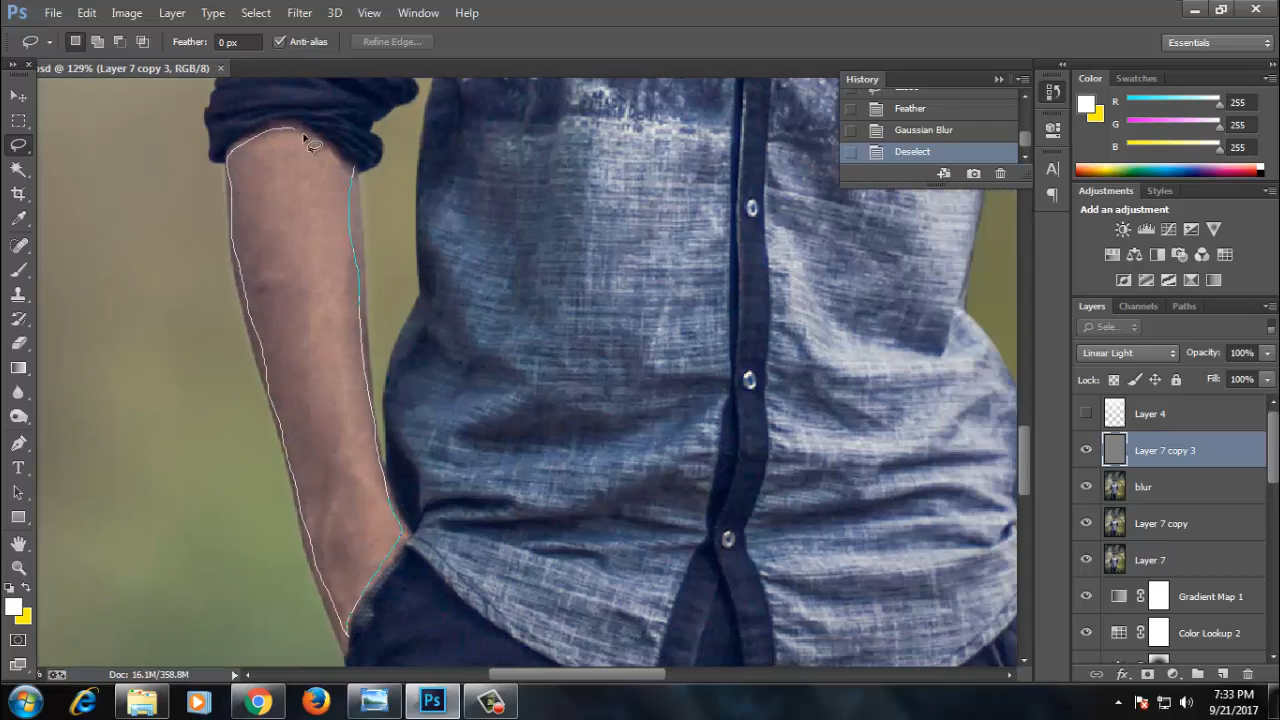 Ps File Edit Image Layer Type Select Filter 3D View Window Help
Feather: 0 px Anti-alias Refine Edge... Essentials
psd @ 129% (Layer 7 copy 3, RGB/8) ×
History
Feather
Gaussian Blur
Deselect
Color Swatches
R 255
G 255
B 255
Adjustments Styles
Add an adjustment
Layers Channels Paths
Sele...
Linear Light Opacity: 100%
Lock: Fill: 100%
Layer 4
Layer 7 copy 3
blur
Layer 7 copy
Layer 7
Gradient Map 1
Color Lookup 2
Doc: 16.1M/358.8M
Ps
7:33 PM
9/21/2017